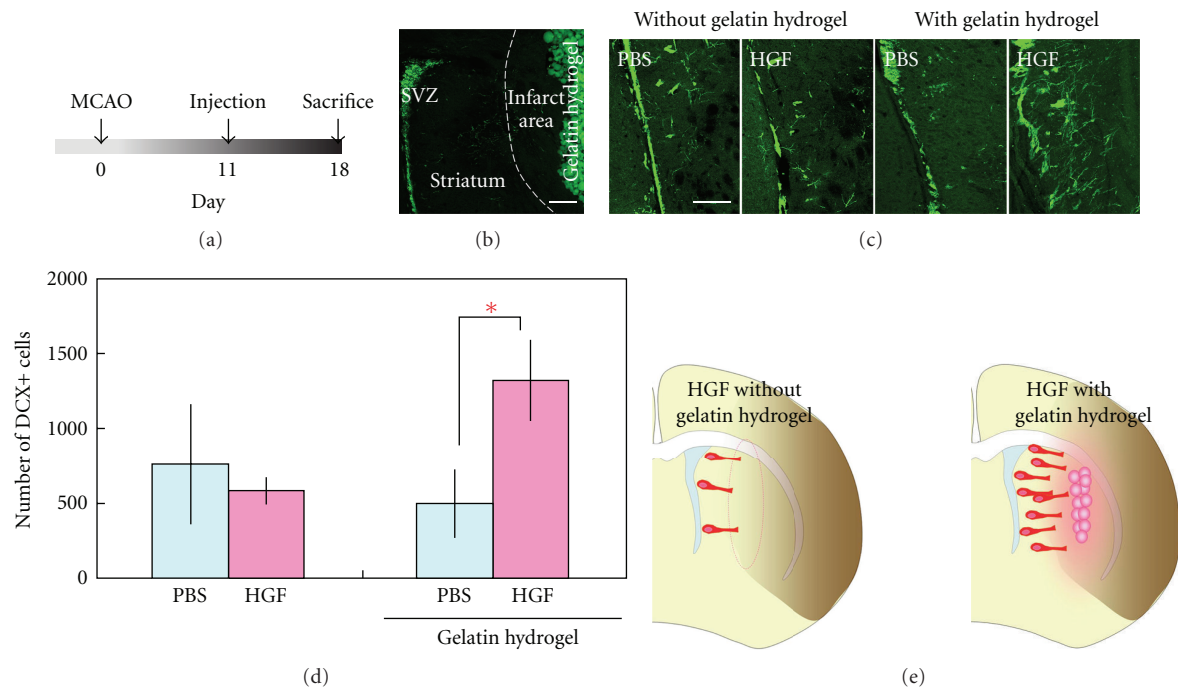 MCAO Injection Sacrifice
0 11 18
Day
(a)
SVZ
Infarct
area
Gelatin hydrogel
Striatum
(b)
Without gelatin hydrogel With gelatin hydrogel
PBS HGF PBS HGF
(c)
2000
1500
1000
500
0
Number of DCX+ cells
*
PBS HGF PBS HGF
Gelatin hydrogel
(d)
HGF without
gelatin hydrogel
HGF with
gelatin hydrogel
(e)